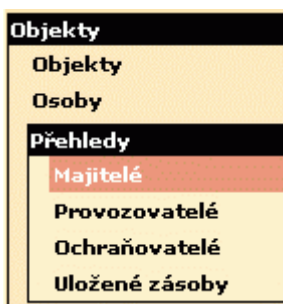 Objekty
Objekty
Osoby
Přehledy
Majitelé
Provozovatelé
Ochraňovatelé
Uložené zásoby